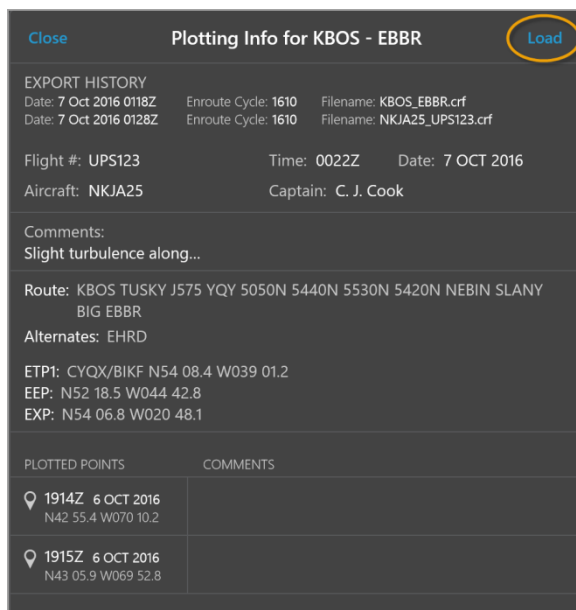 Close Plotting Info for KBOS - EBBR Load
EXPORT HISTORY
Date: 7 Oct 2016 0118Z Enroute Cycle: 1610 Filename: KBOS_EBBR.crf
Date: 7 Oct 2016 0128Z Enroute Cycle: 1610 Filename: NKJA25_UPS123.crf
Flight #: UPS123 Time: 0022Z Date: 7 OCT 2016
Aircraft: NKJA25 Captain: C. J. Cook
Comments:
Slight turbulence along...
Route: KBOS TUSKY J575 YQY 5050N 5440N 5530N 5420N NEBIN SLANY
BIG EBBR
Alternates: EHRD
ETP1: CYQX/BIKF N54 08.4 W039 01.2
EEP: N52 18.5 W044 42.8
EXP: N54 06.8 W020 48.1
PLOTTED POINTS COMMENTS
1914Z 6 OCT 2016
N42 55.4 W070 10.2
1915Z 6 OCT 2016
N43 05.9 W069 52.8